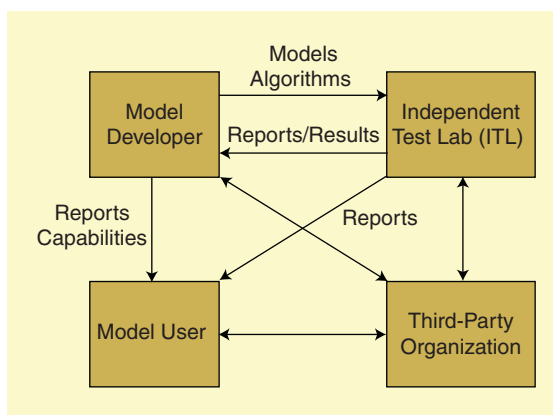 Models
Algorithms
Model
Developer
Independent
Test Lab (ITL)
Reports/Results
Reports
Capabilities
Reports
Model User
Third-Party
Organization